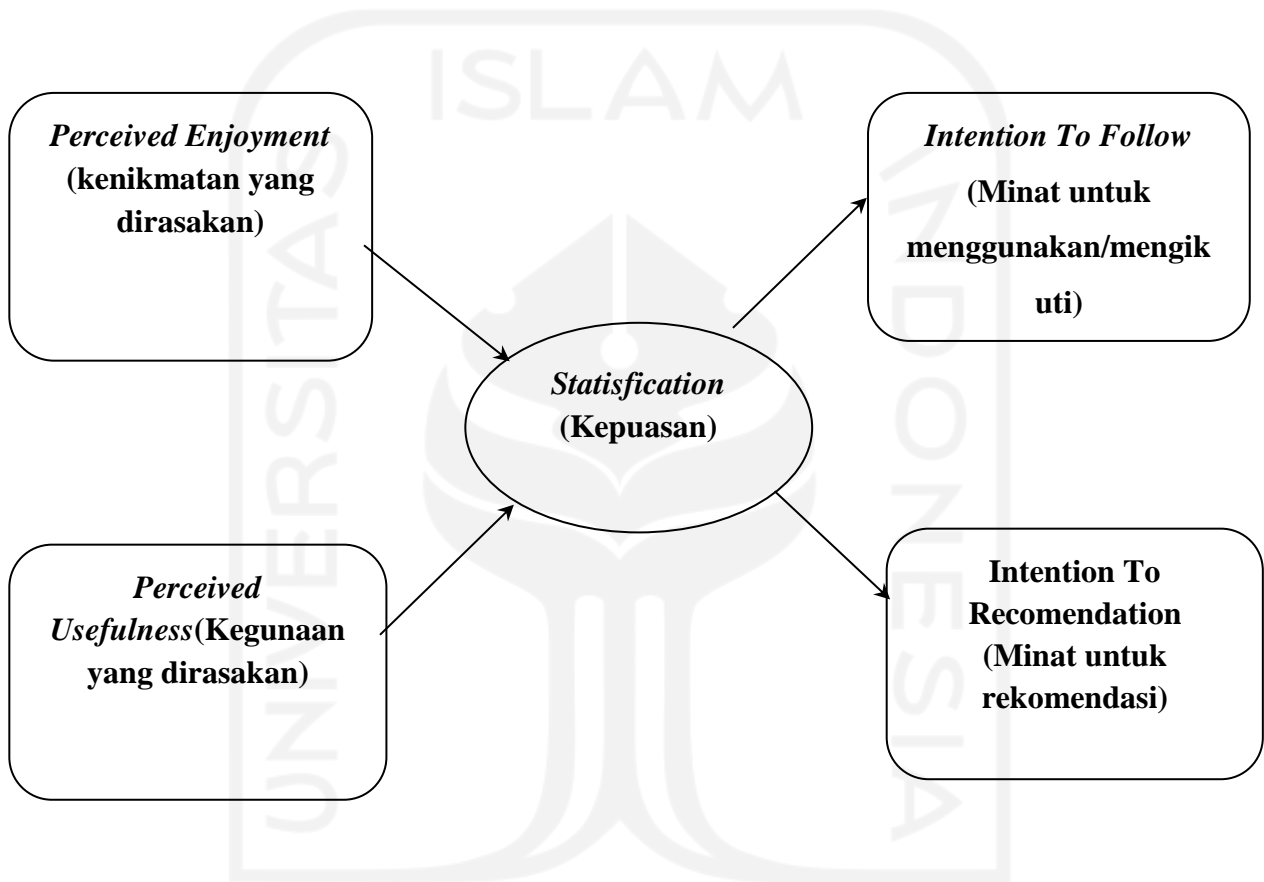 ISLAM
UNIVERSITAS
INDONESIA
Perceived Enjoyment
(kenikmatan yang
dirasakan)
Intention To Follow
(Minat untuk
menggunakan/mengik
uti)
Statisfication
(Kepuasan)
Perceived
Usefulness(Kegunaan
yang dirasakan)
Intention To
Recomendation
(Minat untuk
rekomendasi)